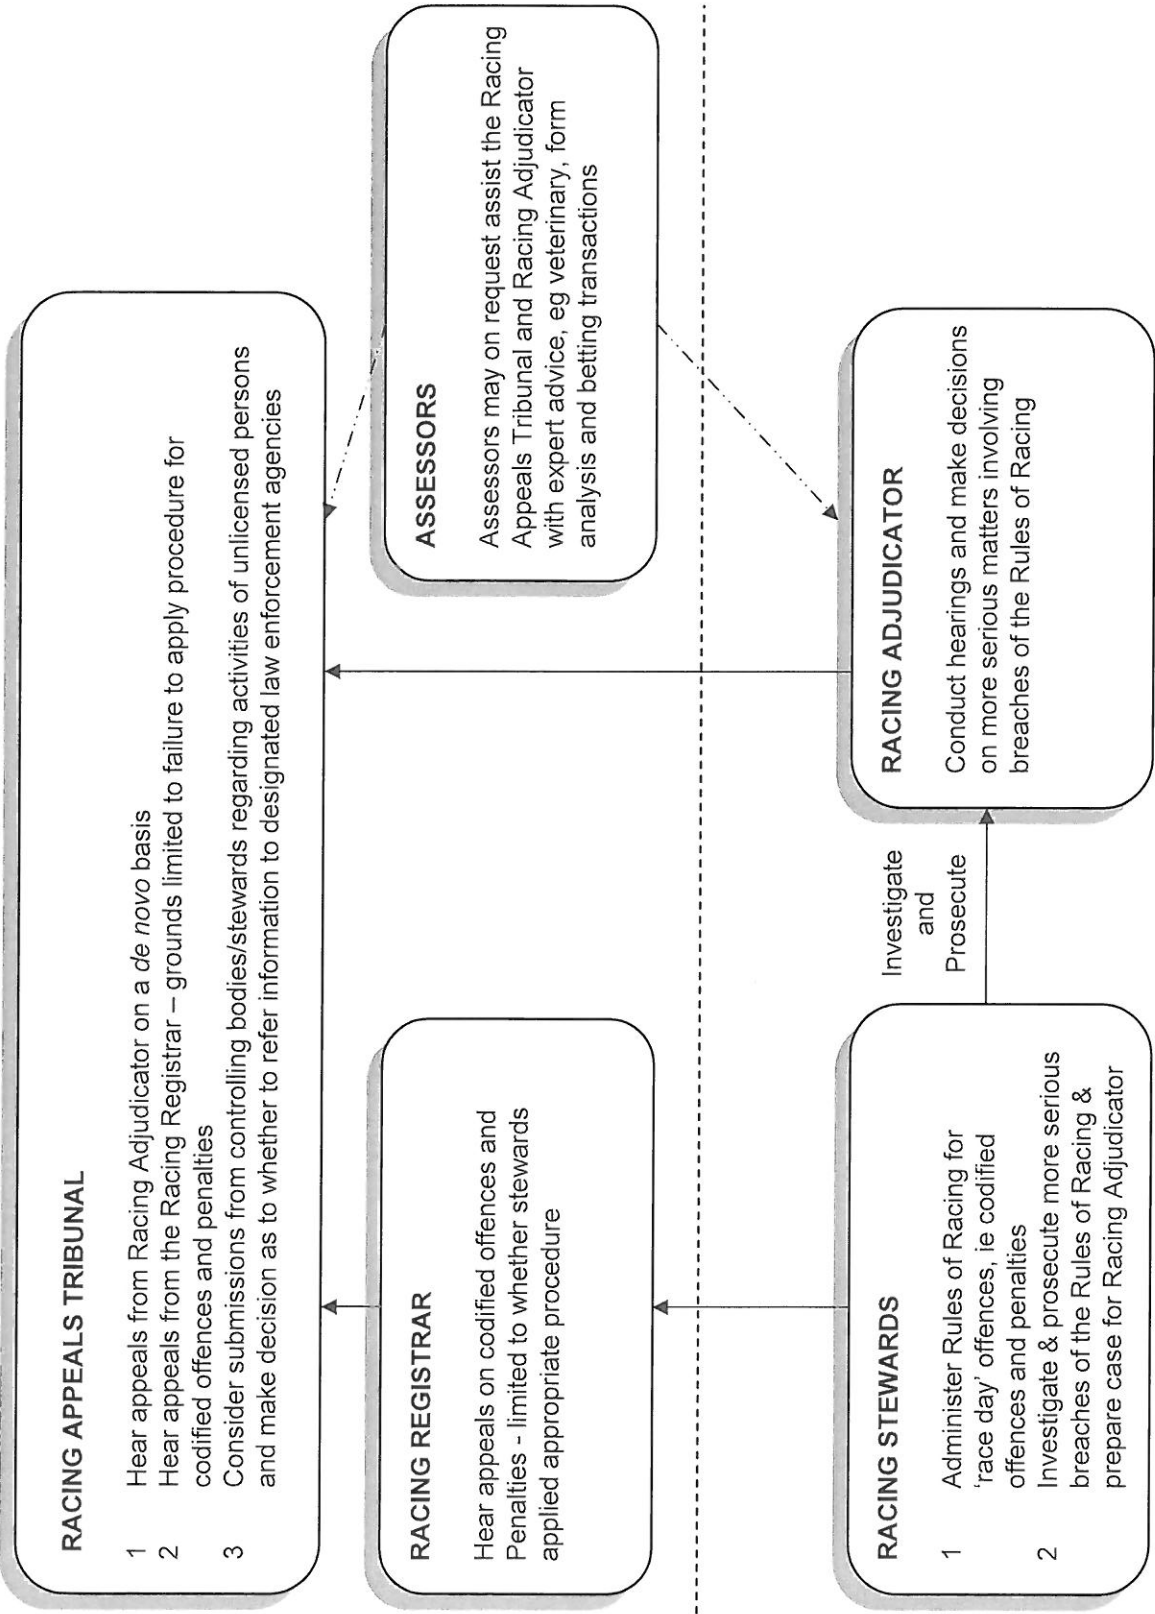 RACING APPEALS TRIBUNAL
1 Hear appeals from Racing Adjudicator on a de novo basis
2 Hear appeals from the Racing Registrar – grounds limited to failure to apply procedure for
codified offences and penalties
3 Consider submissions from controlling bodies/stewards regarding activities of unlicensed persons
and make decision as to whether to refer information to designated law enforcement agencies
RACING REGISTRAR
Hear appeals on codified offences and
Penalties - limited to whether stewards
applied appropriate procedure
ASSESSORS
Assessors may on request assist the Racing
Appeals Tribunal and Racing Adjudicator
with expert advice, eg veterinary, form
analysis and betting transactions
RACING STEWARDS
1 Administer Rules of Racing for
'race day' offences, ie codified
offences and penalties
2 Investigate & prosecute more serious
breaches of the Rules of Racing &
prepare case for Racing Adjudicator
Investigate
and
Prosecute
RACING ADJUDICATOR
Conduct hearings and make decisions
on more serious matters involving
breaches of the Rules of Racing